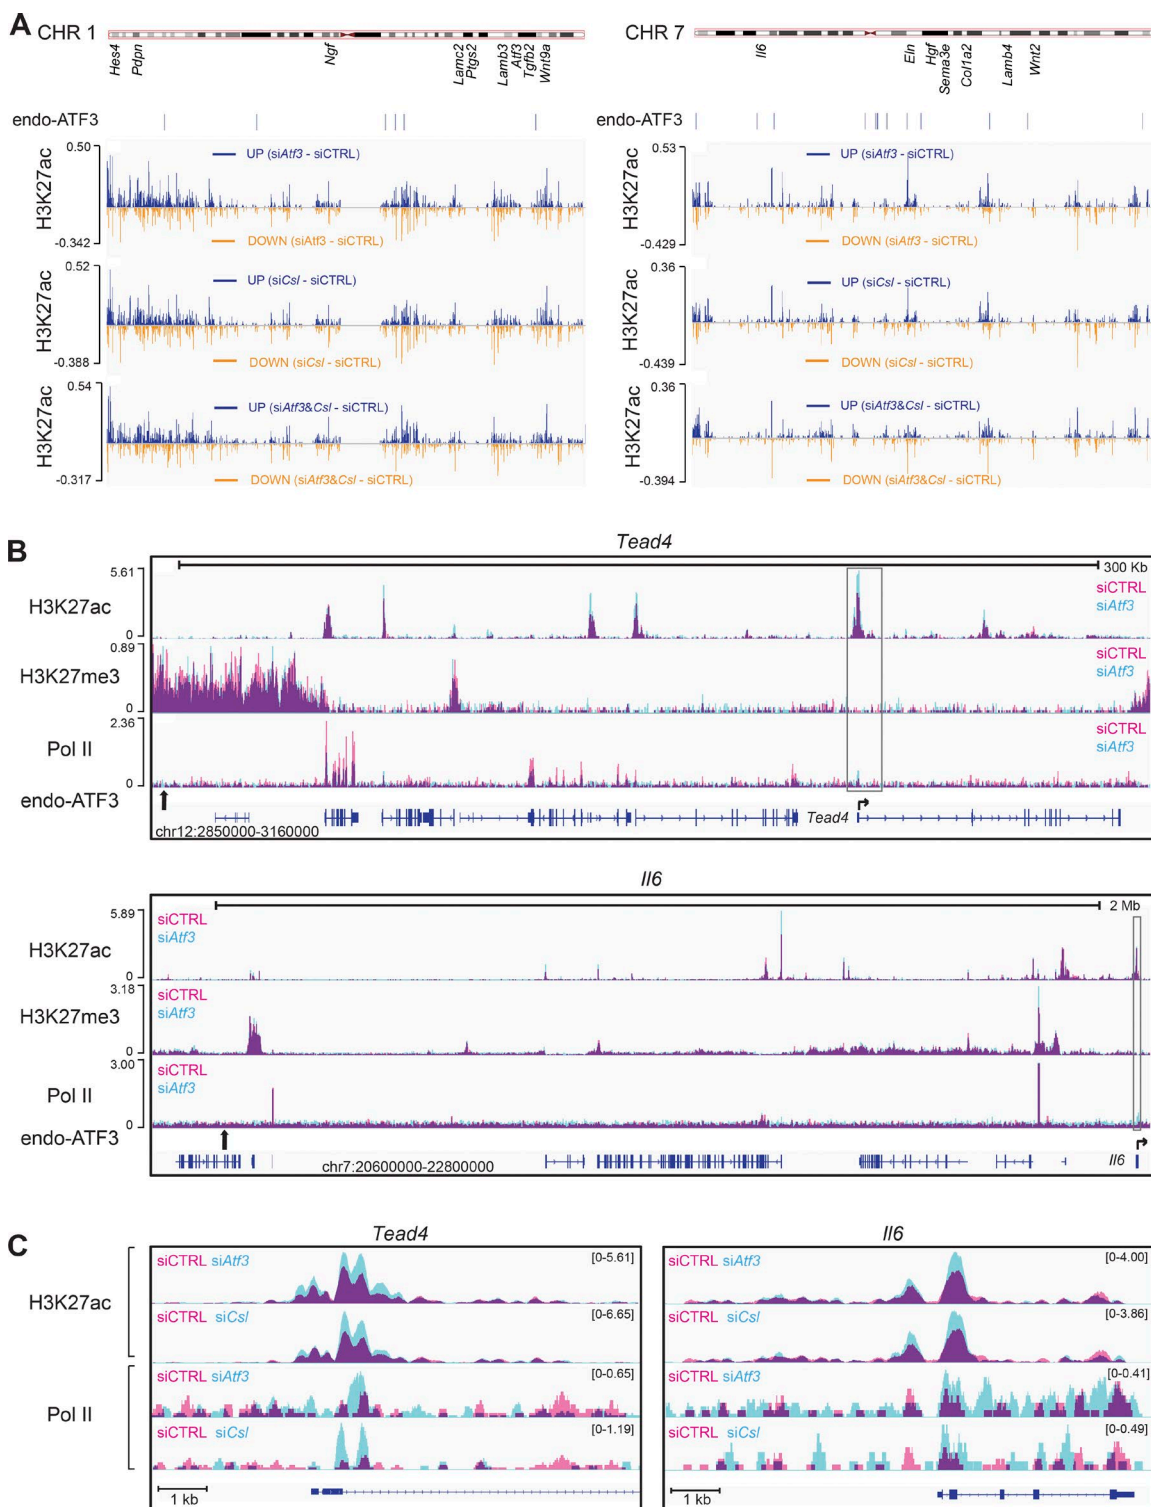 A
CHR 1
Hes4 Pdpn Ngf Lamc2 Ptgs2 Lamb3 Atf3 Tgfb2 Wnt9a
CHR 7
Il6 Eln Hgf Sema3e Col1a2 Lamb4 Wnt2
endo-ATF3
endo-ATF3
H3K27ac
0.50
-0.342
UP (siAtf3 - siCTRL)
DOWN (siAtf3 - siCTRL)
H3K27ac
0.53
-0.429
UP (siAtf3 - siCTRL)
DOWN (siAtf3 - siCTRL)
H3K27ac
0.52
-0.388
UP (siCsl - siCTRL)
DOWN (siCsl - siCTRL)
H3K27ac
0.36
-0.439
UP (siCsl - siCTRL)
DOWN (siCsl - siCTRL)
H3K27ac
0.54
-0.317
UP (siAtf3&Csl - siCTRL)
DOWN (siAtf3&Csl - siCTRL)
H3K27ac
0.36
-0.394
UP (siAtf3&Csl - siCTRL)
DOWN (siAtf3&Csl - siCTRL)
B
Tead4
300 Kb
H3K27ac
5.61
0
siCTRL
siAtf3
H3K27me3
0.89
0
siCTRL
siAtf3
Pol II
2.36
0
siCTRL
siAtf3
endo-ATF3
Tead4
chr12:2850000-3160000
Il6
2 Mb
H3K27ac
5.89
0
siCTRL
siAtf3
H3K27me3
3.18
0
siCTRL
siAtf3
Pol II
3.00
0
siCTRL
siAtf3
endo-ATF3
chr7:20600000-22800000
Il6
C
Tead4
Il6
H3K27ac
siCTRL siAtf3 [0-5.61]
siCTRL siCsl [0-6.65]
Pol II
siCTRL siAtf3 [0-0.65]
siCTRL siCsl [0-1.19]
1 kb
siCTRL siAtf3 [0-4.00]
siCTRL siCsl [0-3.86]
siCTRL siAtf3 [0-0.41]
siCTRL siCsl [0-0.49]
1 kb